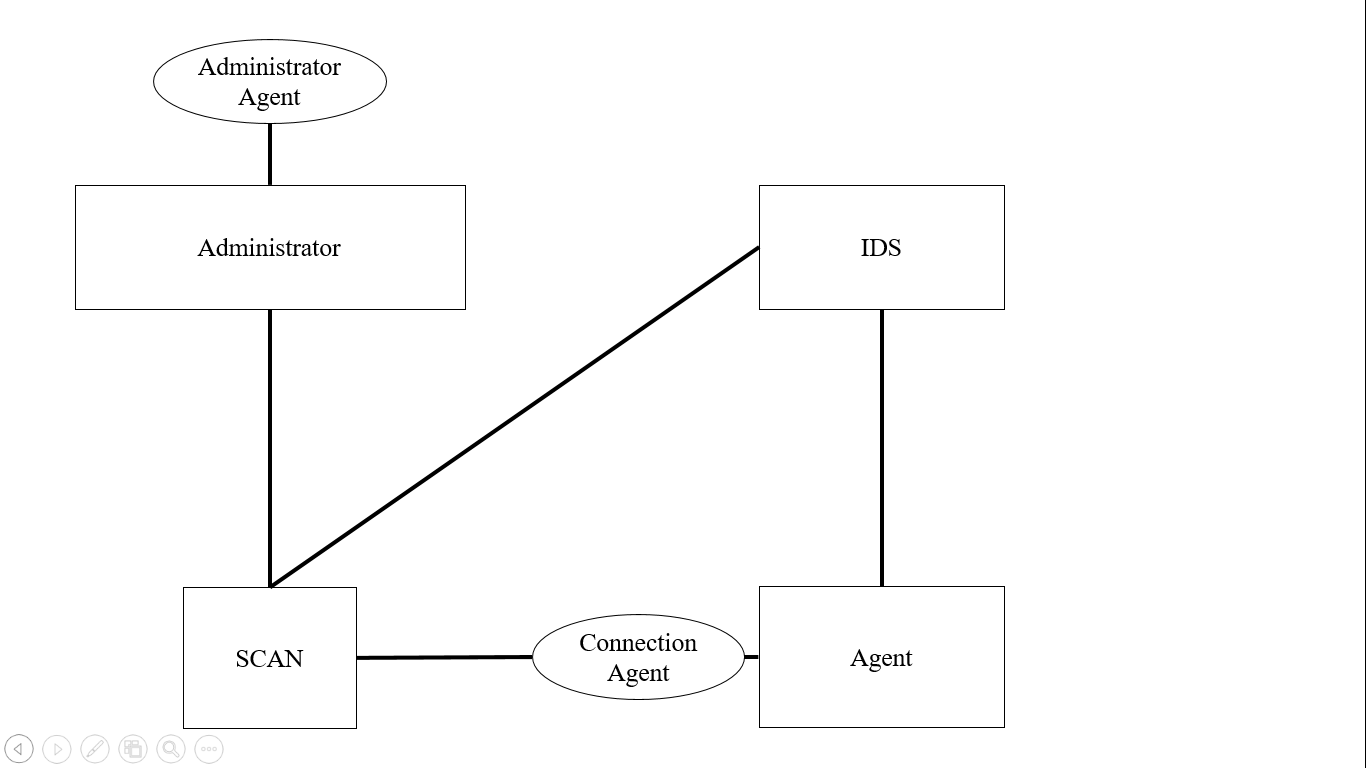 Administrator
Agent
Administrator
IDS
SCAN
Connection
Agent
Agent